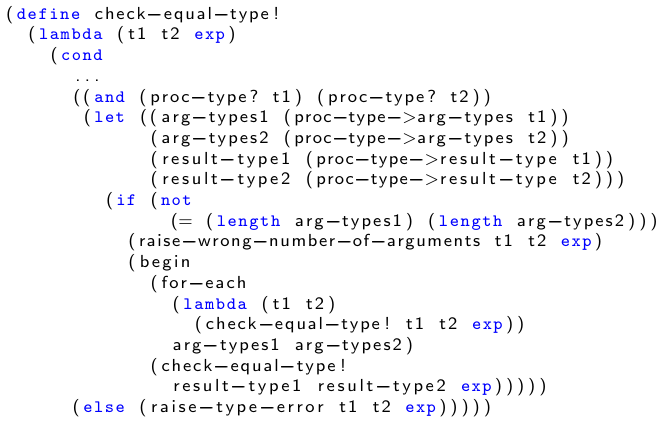 (define check-equal-type!
(lambda (t1 t2 exp)
(cond
...
((and (proc-type? t1) (proc-type? t2))
(let ((arg-types1 (proc-type->arg-types t1))
(arg-types2 (proc-type->arg-types t2))
(result-type1 (proc-type->result-type t1))
(result-type2 (proc-type->result-type t2)))
(if (not
(= (length arg-types1) (length arg-types2)))
(raise-wrong-number-of-arguments t1 t2 exp)
(begin
(for-each
(lambda (t1 t2)
(check-equal-type! t1 t2 exp))
arg-types1 arg-types2)
(check-equal-type!
result-type1 result-type2 exp)))))
(else (raise-type-error t1 t2 exp)))))